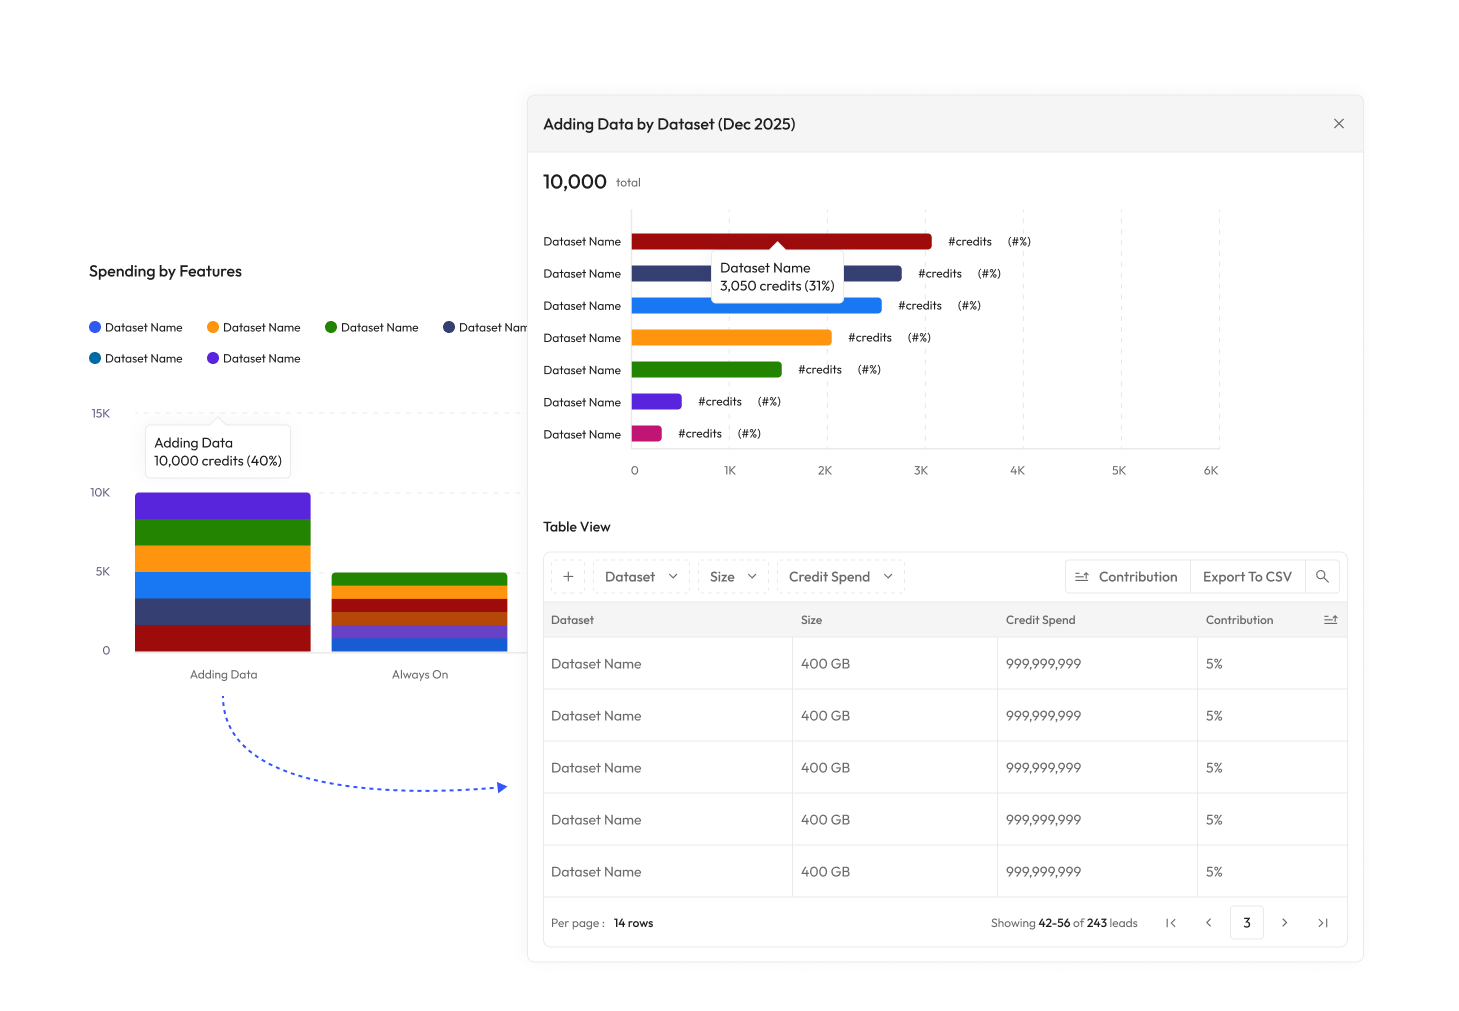 Spending by Features
Dataset Name
Dataset Name
Dataset Name
Dataset Nam
Dataset Name
Dataset Name
15K
Adding Data
10,000 credits (40%)
10K
5K
0
Adding Data
Always On
Adding Data by Dataset (Dec 2025)
10,000 total
Dataset Name #credits (#%)
Dataset Name #credits (#%)
Dataset Name
3,050 credits (31%)
Dataset Name #credits (#%)
Dataset Name #credits (#%)
Dataset Name #credits (#%)
Dataset Name #credits (#%)
Dataset Name #credits (#%)
0 1K 2K 3K 4K 5K 6K
Table View
Dataset Size Credit Spend Contribution Export To CSV
Dataset Size Credit Spend Contribution
Dataset Name 400 GB 999,999,999 5%
Dataset Name 400 GB 999,999,999 5%
Dataset Name 400 GB 999,999,999 5%
Dataset Name 400 GB 999,999,999 5%
Dataset Name 400 GB 999,999,999 5%
Per page : 14 rows Showing 42-56 of 243 leads 3